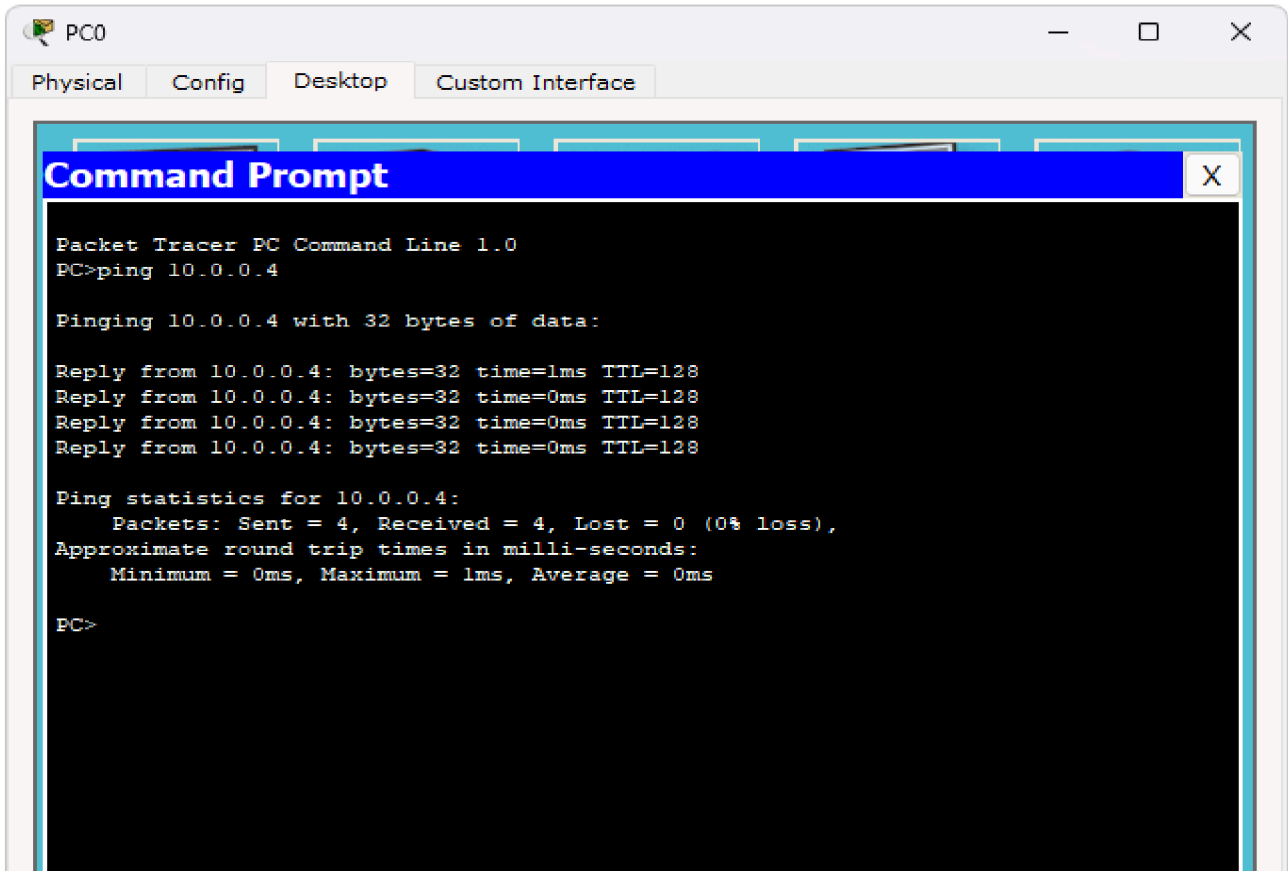 PC0
Physical Config Desktop Custom Interface
Command Prompt X
Packet Tracer PC Command Line 1.0
PC>ping 10.0.0.4
Pinging 10.0.0.4 with 32 bytes of data:
Reply from 10.0.0.4: bytes=32 time=1ms TTL=128
Reply from 10.0.0.4: bytes=32 time=0ms TTL=128
Reply from 10.0.0.4: bytes=32 time=0ms TTL=128
Reply from 10.0.0.4: bytes=32 time=0ms TTL=128
Ping statistics for 10.0.0.4:
    Packets: Sent = 4, Received = 4, Lost = 0 (0% loss),
Approximate round trip times in milli-seconds:
    Minimum = 0ms, Maximum = 1ms, Average = 0ms
PC>